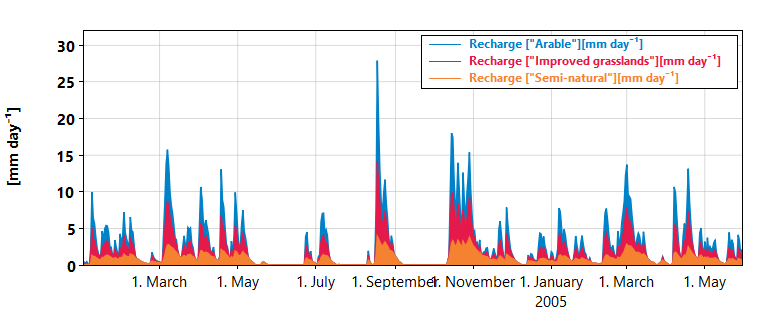 Recharge ["Arable"][mm day⁻¹]
Recharge ["Improved grasslands"][mm day⁻¹]
Recharge ["Semi-natural"][mm day⁻¹]
[mm day⁻¹]
30
25
20
15
10
5
0
1. March 1. May 1. July 1. September 1. November 1. January 1. March 1. May
2005